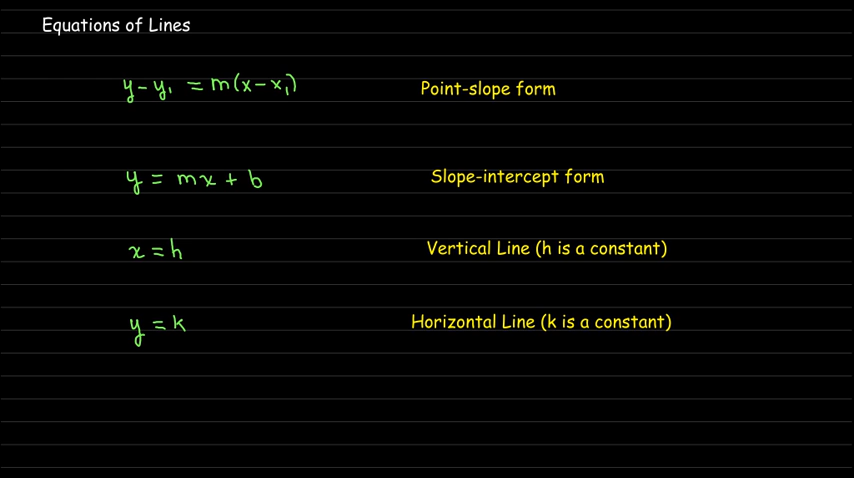 Equations of Lines
y - y₁ = m(x - x₁) Point-slope form
y = mx + b Slope-intercept form
x = h Vertical Line (h is a constant)
y = k Horizontal Line (k is a constant)